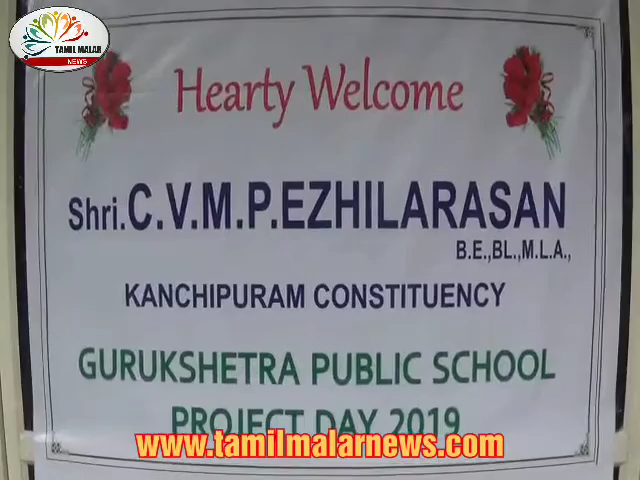 TAMIL MALAR
NEWS
Hearty Welcome
Shri.C.V.M.P.EZHILARASAN
B.E.,BL.,M.L.A.,
KANCHIPURAM CONSTITUENCY
GURUKSHETRA PUBLIC SCHOOL
PROJECT DAY 2019
www.tamilmalarnews.com